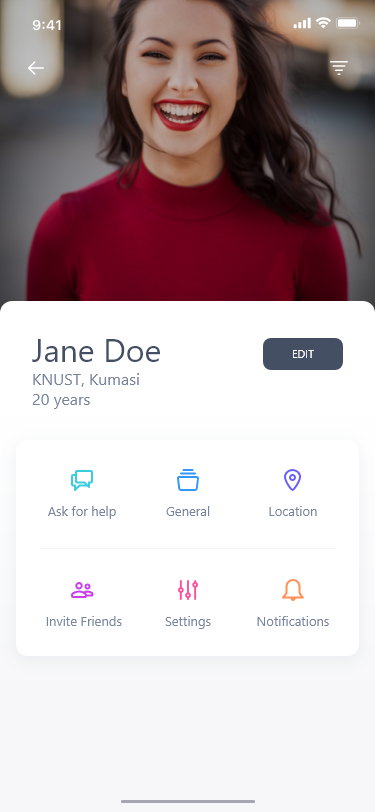 9:41
Jane Doe
EDIT
KNUST, Kumasi
20 years
Ask for help
General
Location
Invite Friends
Settings
Notifications